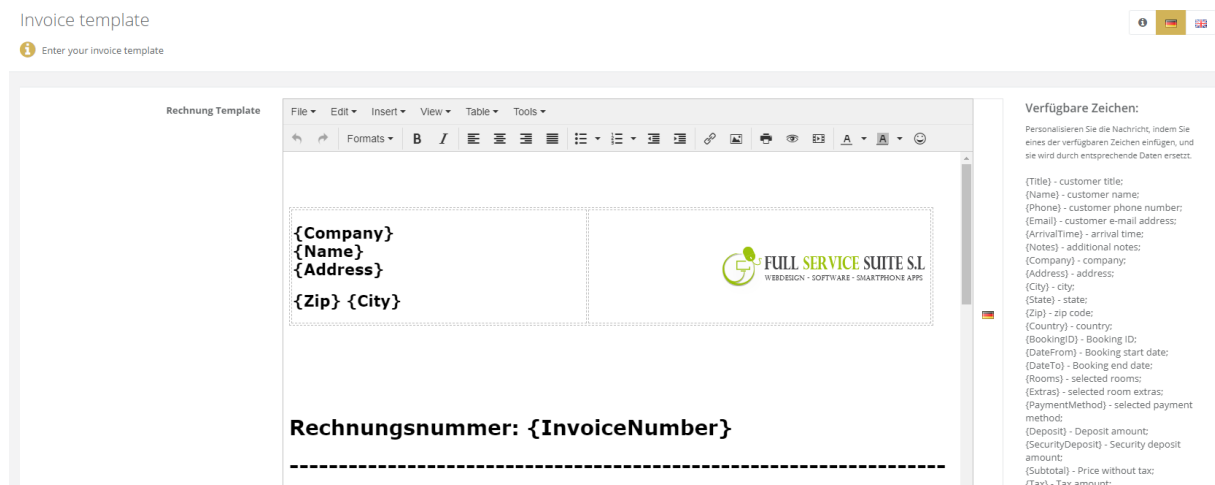 Invoice template
Enter your invoice template
Rechnung Template
File Edit Insert View Table Tools
Formats B I A A
{Company}
{Name}
{Address}
{Zip} {City}
FULL SERVICE SUITE S.L
WEBDESIGN - SOFTWARE - SMARTPHONE APPS
Rechnungsnummer: {InvoiceNumber}
-------------------------------------------------------------------
Verfügbare Zeichen:
Personalisieren Sie die Nachricht, indem Sie
eines der verfügbaren Zeichen einfügen, und
sie wird durch entsprechende Daten ersetzt.
{Title} - customer title;
{Name} - customer name;
{Phone} - customer phone number;
{Email} - customer e-mail address;
{ArrivalTime} - arrival time;
{Notes} - additional notes;
{Company} - company;
{Address} - address;
{City} - city;
{State} - state;
{Zip} - zip code;
{Country} - country;
{BookingID} - Booking ID;
{DateFrom} - Booking start date;
{DateTo} - Booking end date;
{Rooms} - selected rooms;
{Extras} - selected room extras;
{PaymentMethod} - selected payment
method;
{Deposit} - Deposit amount;
{SecurityDeposit} - Security deposit
amount;
{Subtotal} - Price without tax;
{Tax} - Tax amount;